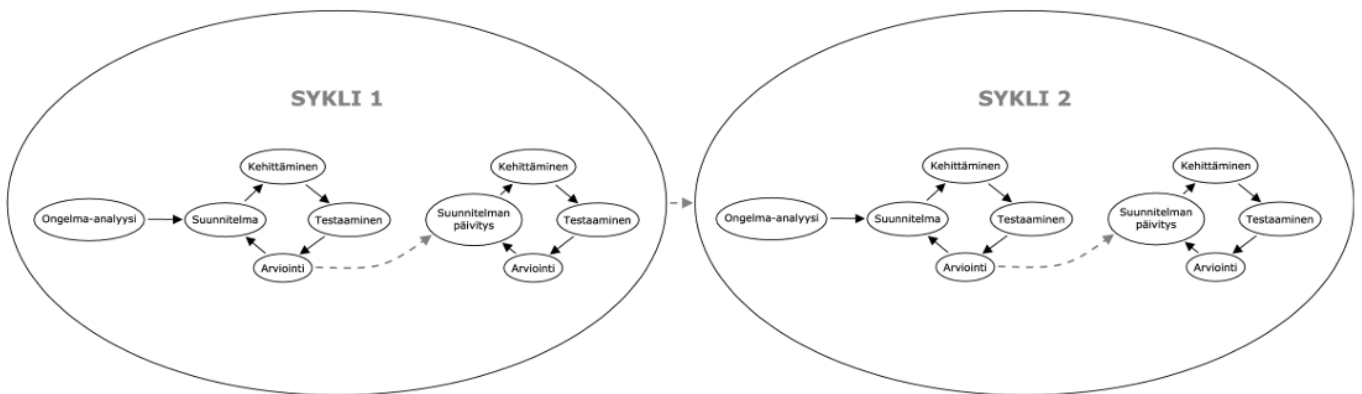 SYKLI 1
Kehittäminen
Kehittäminen
Ongelma-analyysi
Suunnitelma
Testaaminen
Suunnitelman
päivitys
Testaaminen
Arviointi
Arviointi
SYKLI 2
Kehittäminen
Kehittäminen
Ongelma-analyysi
Suunnitelma
Testaaminen
Suunnitelman
päivitys
Testaaminen
Arviointi
Arviointi